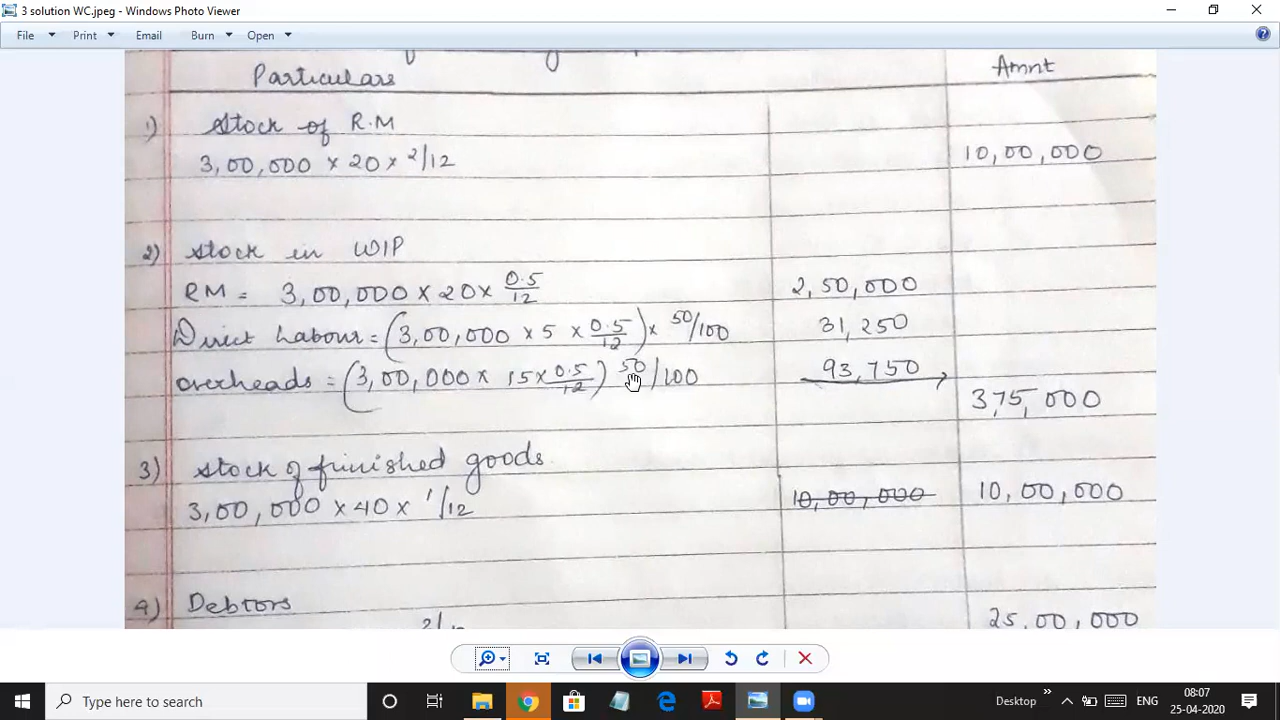 3 solution WC.jpeg - Windows Photo Viewer
File Print Email Burn Open
Particulars Amnt
1) Stock of R.M
3,00,000 × 20 × 2/12 10,00,000
2) Stock in WIP
RM = 3,00,000 × 20 × 0.5/12 2,50,000
Direct Labour = (3,00,000 × 5 × 0.5/12) × 50/100 31,250
overheads = (3,00,000 × 15 × 0.5/12) 50/100 93,750
3,75,000
3) Stock of finished goods
3,00,000 × 40 × 1/12 10,00,000 10,00,000
4) Debtors
25,00,000
Type here to search
Desktop
ENG
08:07
25-04-2020